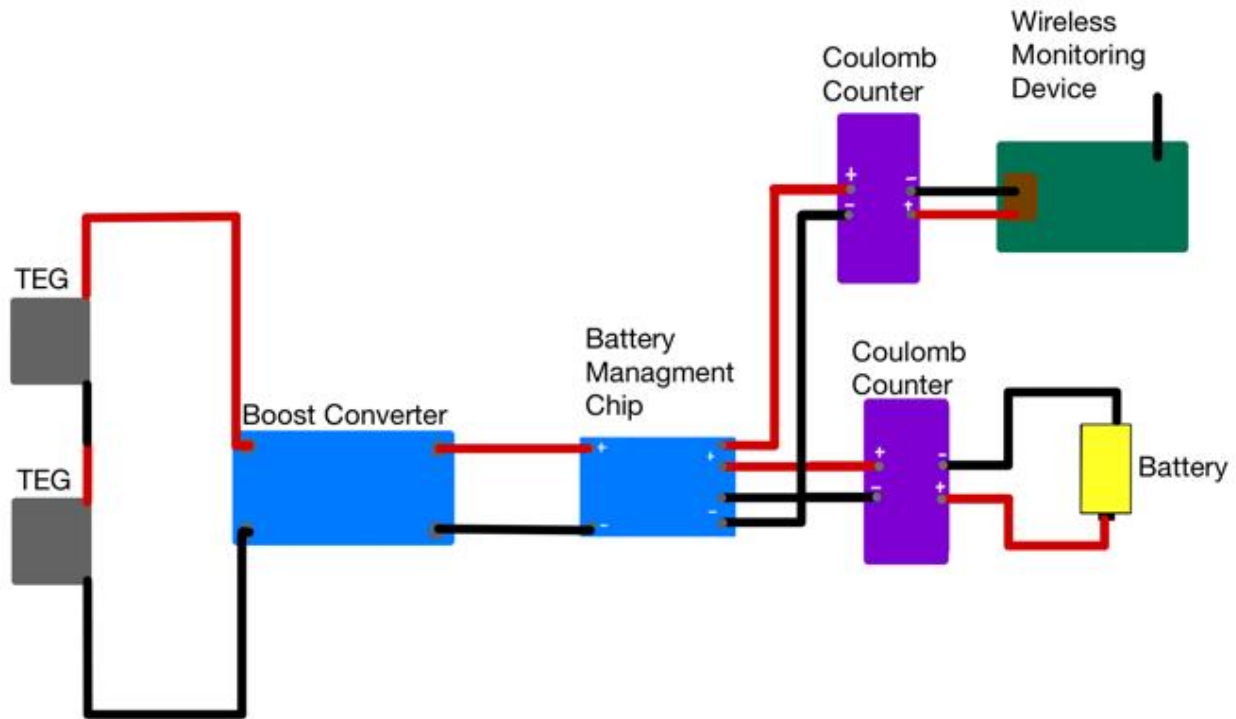 Wireless
Monitoring
Device
Coulomb
Counter
+
-
-
+
TEG
Battery
Managment
Chip
Coulomb
Counter
Boost Converter
+
+
-
-
+
-
-
+
TEG
Battery